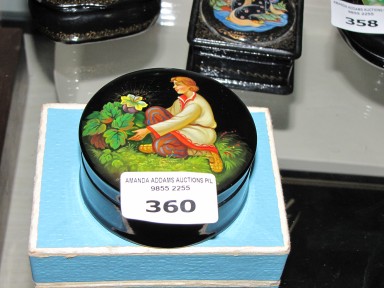 AMANDA ADDAMS AUCTIONS P/L
9855 2255
360
358